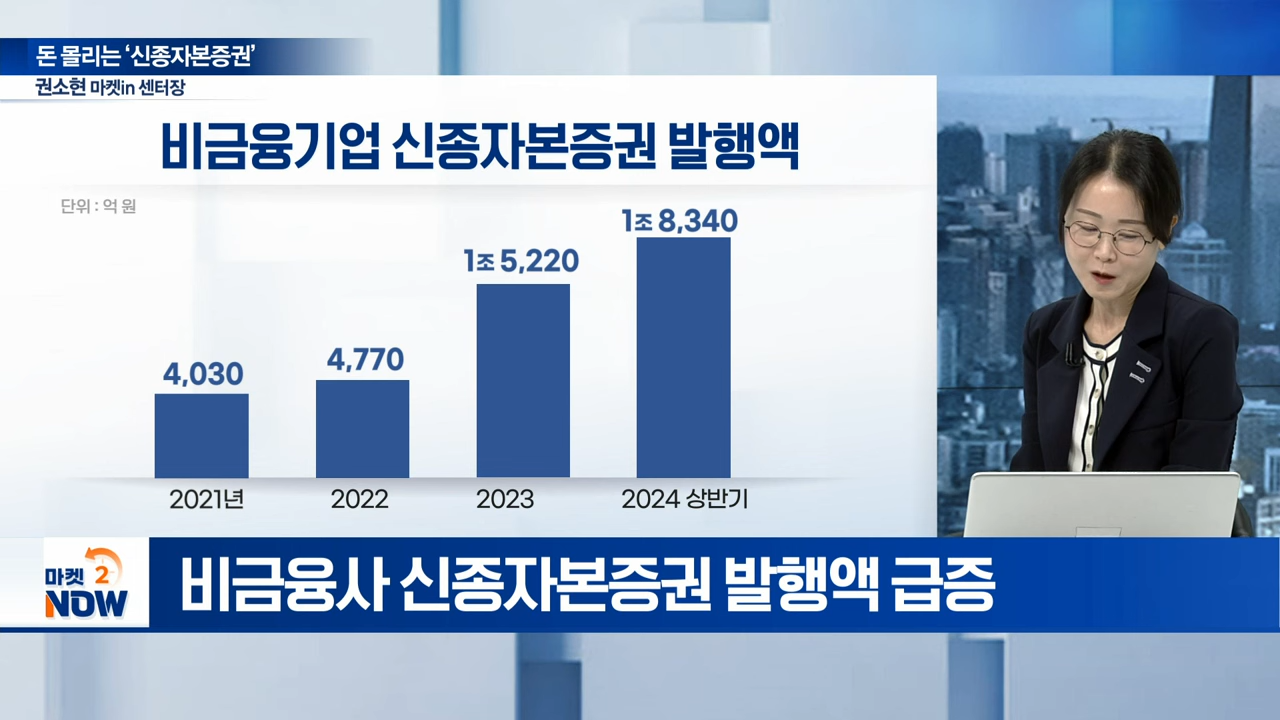 돈 몰리는 ‘신종자본증권’
권소현 마켓in 센터장
비금융기업 신종자본증권 발행액
단위 : 억 원
4,030
4,770
1조 5,220
1조 8,340
2021년
2022
2023
2024 상반기
마켓 2
NOW
비금융사 신종자본증권 발행액 급증